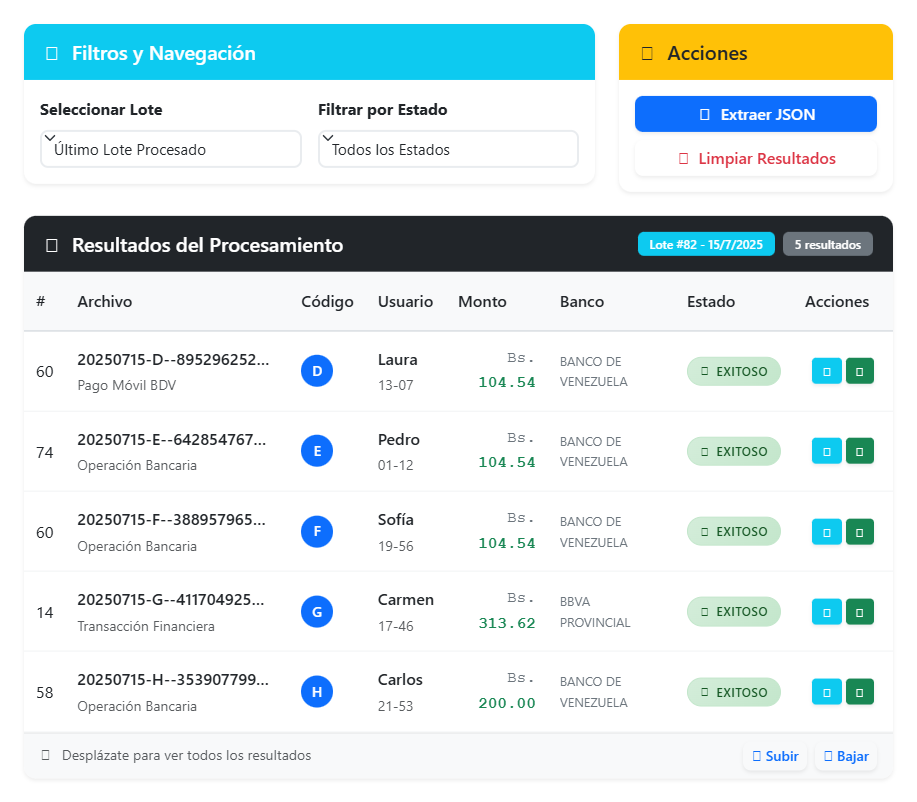 Filtros y Navegación
Acciones
Seleccionar Lote
Filtrar por Estado
Último Lote Procesado
Todos los Estados
Extraer JSON
Limpiar Resultados
Resultados del Procesamiento
Lote #82 - 15/7/2025
5 resultados
# Archivo Código Usuario Monto Banco Estado Acciones
60 20250715-D--895296252... D Laura Bs. BANCO DE EXITOSO
Pago Móvil BDV 13-07 104.54 VENEZUELA
74 20250715-E--642854767... E Pedro Bs. BANCO DE EXITOSO
Operación Bancaria 01-12 104.54 VENEZUELA
60 20250715-F--388957965... F Sofía Bs. BANCO DE EXITOSO
Operación Bancaria 19-56 104.54 VENEZUELA
14 20250715-G--411704925... G Carmen Bs. BBVA EXITOSO
Transacción Financiera 17-46 313.62 PROVINCIAL
58 20250715-H--353907799... H Carlos Bs. BANCO DE EXITOSO
Operación Bancaria 21-53 200.00 VENEZUELA
Desplázate para ver todos los resultados
Subir
Bajar